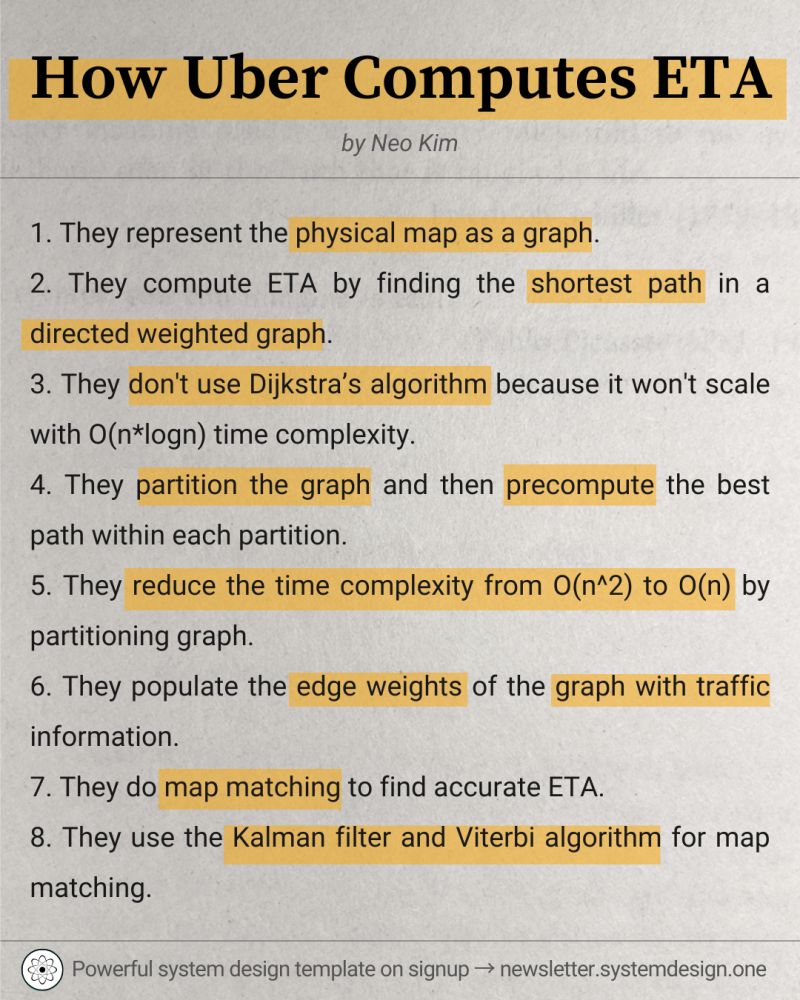 How Uber Computes ETA
by Neo Kim
1. They represent the physical map as a graph.
2. They compute ETA by finding the shortest path in a
directed weighted graph.
3. They don't use Dijkstra’s algorithm because it won't scale
with O(n*logn) time complexity.
4. They partition the graph and then precompute the best
path within each partition.
5. They reduce the time complexity from O(n^2) to O(n) by
partitioning graph.
6. They populate the edge weights of the graph with traffic
information.
7. They do map matching to find accurate ETA.
8. They use the Kalman filter and Viterbi algorithm for map
matching.
Powerful system design template on signup → newsletter.systemdesign.one